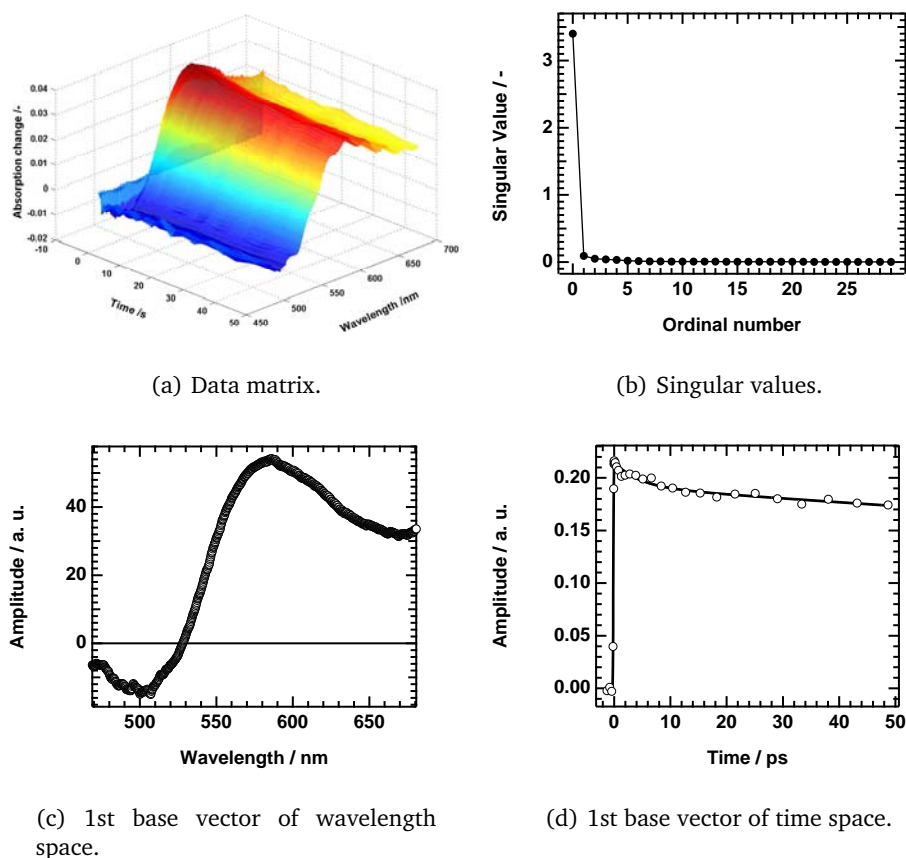 0.04
0.03
0.02
0.01
0
-0.01
-0.02
Absorption change /-
-10
0
10
20
30
40
50
Time /s
450
500
550
600
650
700
Wavelength /nm
(a) Data matrix.
3
2
1
0
Singular Value / -
0 5 10 15 20 25
Ordinal number
(b) Singular values.
40
20
0
Amplitude / a. u.
500 550 600 650
Wavelength / nm
(c) 1st base vector of wavelength
space.
0.20
0.15
0.10
0.05
0.00
Amplitude / a. u.
0 10 20 30 40 50
Time / ps
(d) 1st base vector of time space.